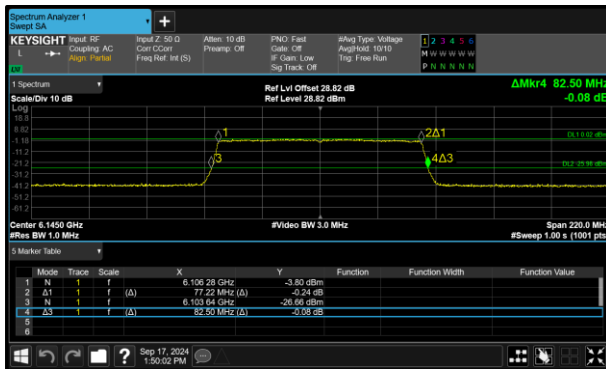 Spectrum Analyzer 1
Swept SA
+
KEYSIGHT Input: RF Input Z: 50 Ω Atten: 10 dB PNO: Fast #Avg Type: Voltage 1 2 3 4 5 6
L Coupling: AC Corr CCorr Preamp: Off Gate: Off Avg|Hold: 10/10 M W W W W W
Align: Partial Freq Ref: Int (S) IF Gain: Low Trig: Free Run
Sig Track: Off P N N N N N
1 Spectrum Ref Lvl Offset 28.82 dB ΔMkr4 82.50 MHz
Scale/Div 10 dB Ref Level 28.82 dBm -0.08 dB
Log
18.8
8.82
-1.18
-11.2
-21.2
-31.2
-41.2
-51.2
-61.2
1
2Δ1
3
4Δ3
DL1 0.02 dBm
DL2 -25.98 dBm
Center 6.1450 GHz #Video BW 3.0 MHz Span 220.0 MHz
#Res BW 1.0 MHz #Sweep 1.00 s (1001 pts)
5 Marker Table
Mode Trace Scale X Y Function Function Width Function Value
1 N 1 f 6.106 28 GHz -3.80 dBm
2 Δ1 1 f (Δ) 77.22 MHz (Δ) -0.24 dB
3 N 1 f 6.103 64 GHz -26.66 dBm
4 Δ3 1 f (Δ) 82.50 MHz (Δ) -0.08 dB
5
6
? Sep 17, 2024
1:50:02 PM